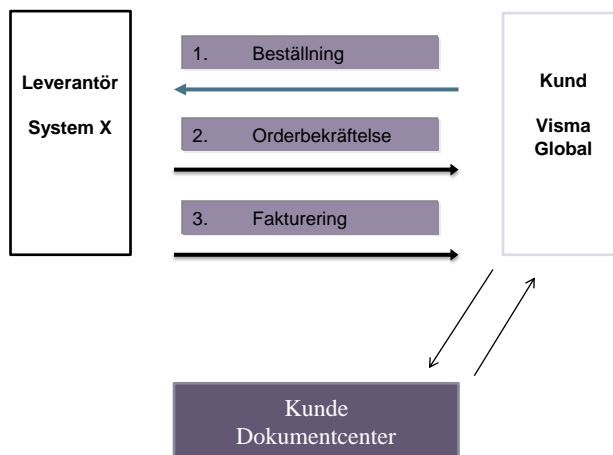 Leverantör
System X
1. Beställning
2. Orderbekräftelse
3. Fakturering
Kund
Visma
Global
Kunde
Dokumentcenter